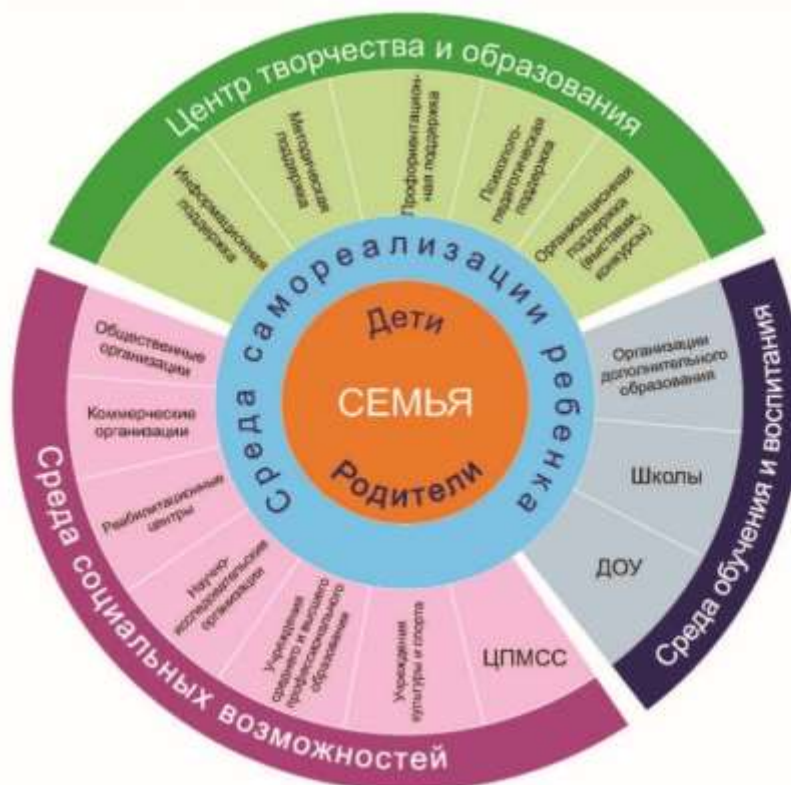 Центр творчества и образования
Информационная
поддержка
Методическая
поддержка
Профориентацион-
ная поддержка
Психолого-
педагогическая
поддержка
Организационная
поддержка
(выставки,
конкурсы)
Среда самореализации ребенка
Дети
СЕМЬЯ
Родители
Организации
дополнительного
образования
Школы
ДОУ
Среда обучения и воспитания
Общественные
организации
Коммерческие
организации
Реабилитационные
центры
Научно-
исследовательские
организации
Учреждения
среднего и высшего
профессионального
образования
Учреждения
культуры и спорта
ЦПМСС
Среда социальных возможностей